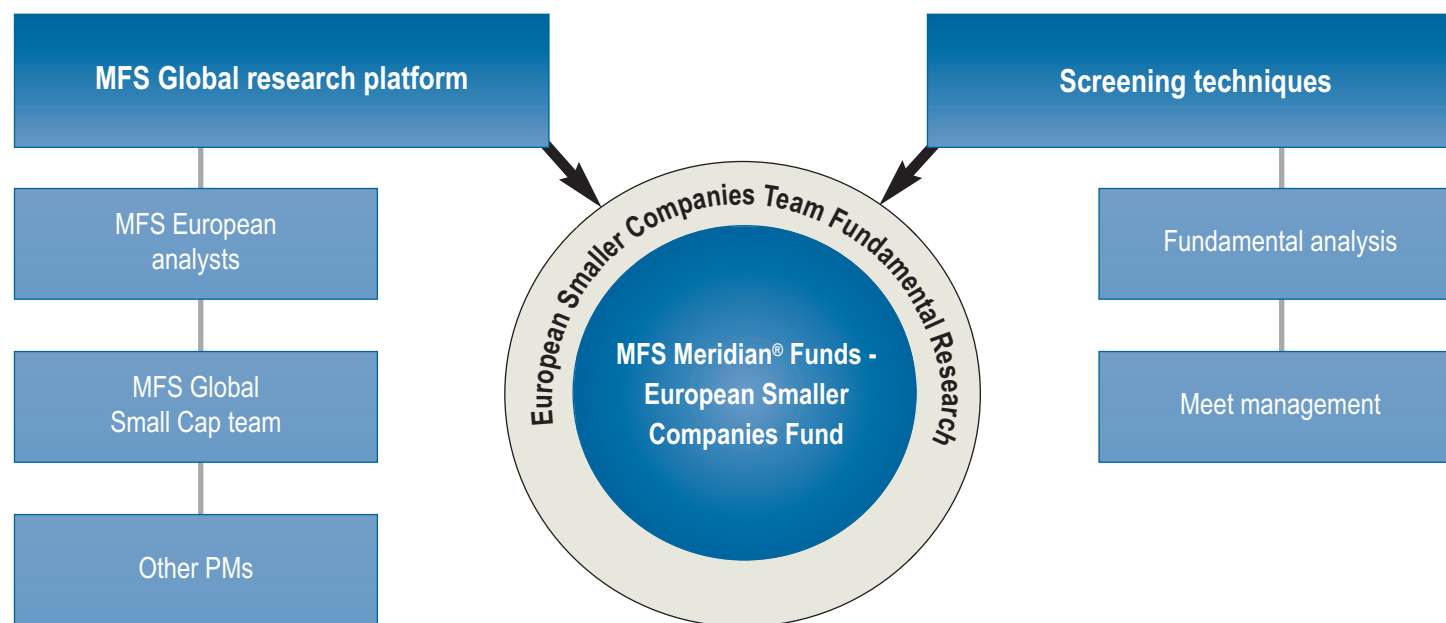 MFS Global research platform
MFS European
analysts
MFS Global
Small Cap team
Other PMs
European Smaller Companies Team Fundamental Research
MFS Meridian® Funds -
European Smaller
Companies Fund
Screening techniques
Fundamental analysis
Meet management